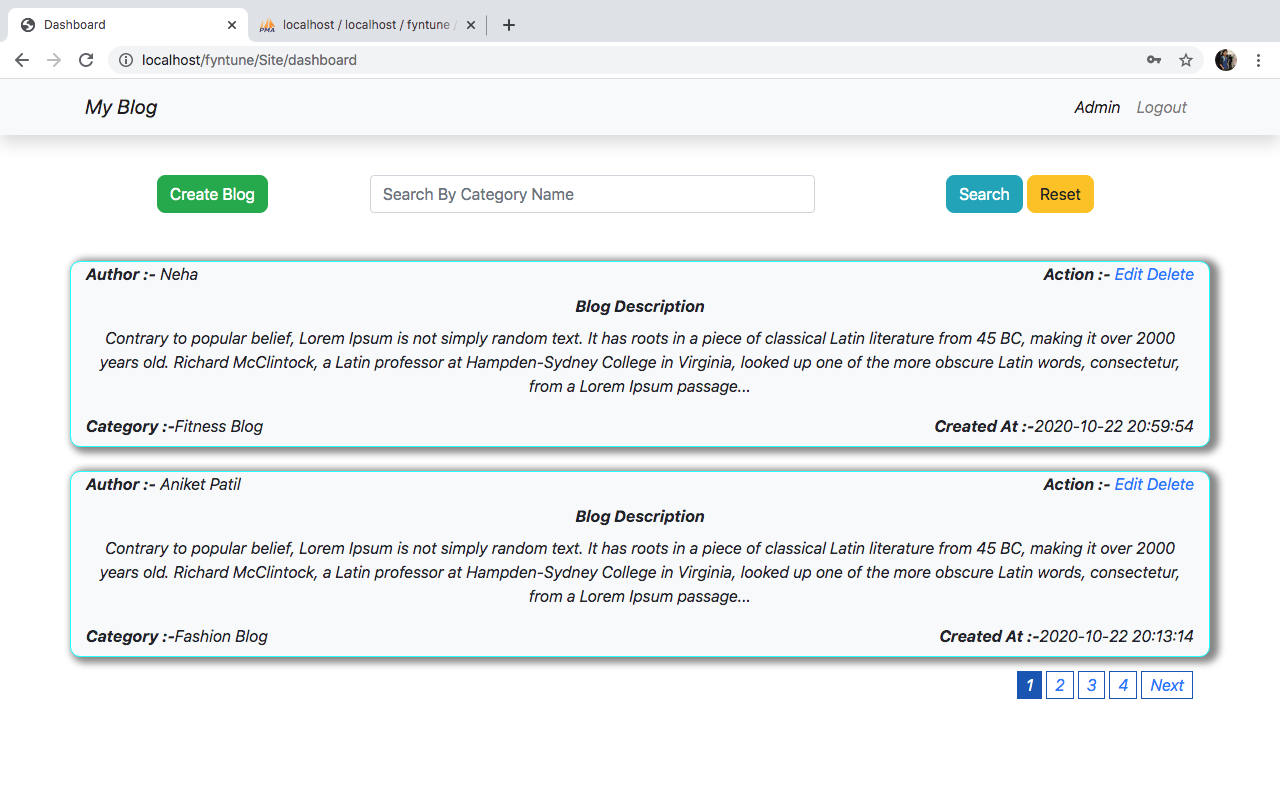 Dashboard
PMA localhost / localhost / fyntune /
localhost/fyntune/Site/dashboard
My Blog Admin Logout
Create Blog Search By Category Name Search Reset
Author :- Neha Action :- Edit Delete
Blog Description
Contrary to popular belief, Lorem Ipsum is not simply random text. It has roots in a piece of classical Latin literature from 45 BC, making it over 2000
years old. Richard McClintock, a Latin professor at Hampden-Sydney College in Virginia, looked up one of the more obscure Latin words, consectetur,
from a Lorem Ipsum passage...
Category :-Fitness Blog Created At :-2020-10-22 20:59:54
Author :- Aniket Patil Action :- Edit Delete
Blog Description
Contrary to popular belief, Lorem Ipsum is not simply random text. It has roots in a piece of classical Latin literature from 45 BC, making it over 2000
years old. Richard McClintock, a Latin professor at Hampden-Sydney College in Virginia, looked up one of the more obscure Latin words, consectetur,
from a Lorem Ipsum passage...
Category :-Fashion Blog Created At :-2020-10-22 20:13:14
1 2 3 4 Next